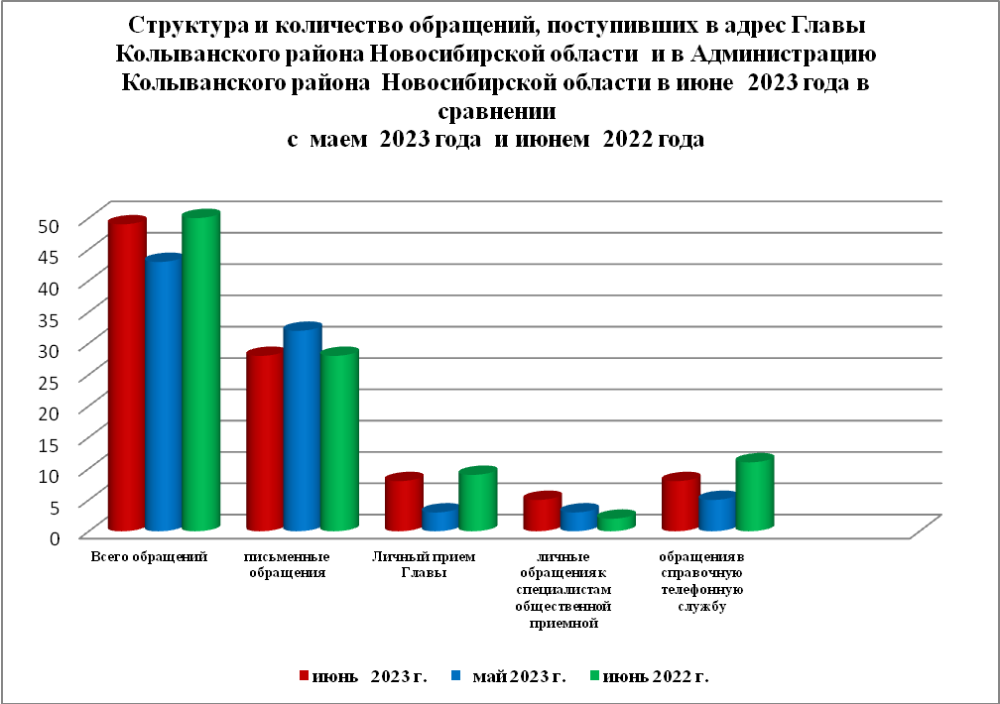 Структура и количество обращений, поступивших в адрес Главы
Колыванского района Новосибирской области и в Администрацию
Колыванского района Новосибирской области в июне 2023 года в
сравнении
с маем 2023 года и июнем 2022 года
50
45
40
35
30
25
20
15
10
5
0
Всего обращений
письменные
обращения
Личный прием
Главы
личные
обращения к
специалистам
общественной
приемной
обращения в
справочную
телефонную
службу
июнь 2023 г.
май 2023 г.
июнь 2022 г.